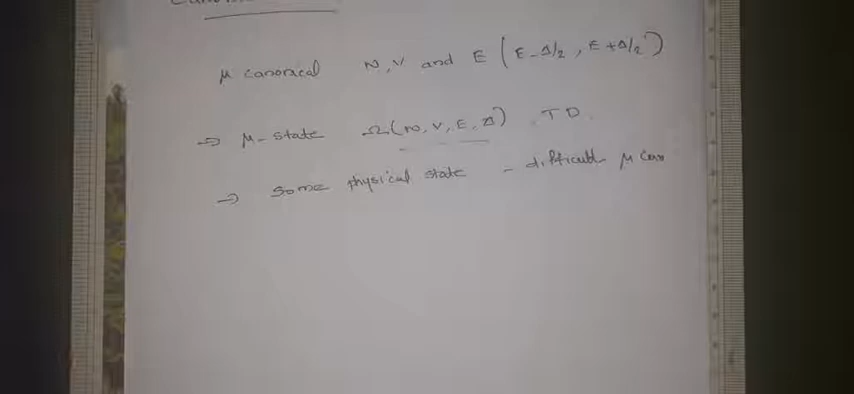 μ canonical N, V and E (E-Δ/2, E+Δ/2)
→ μ-state Ω(N, V, E, Δ) TD.
→ Some physical state - difficult μ can